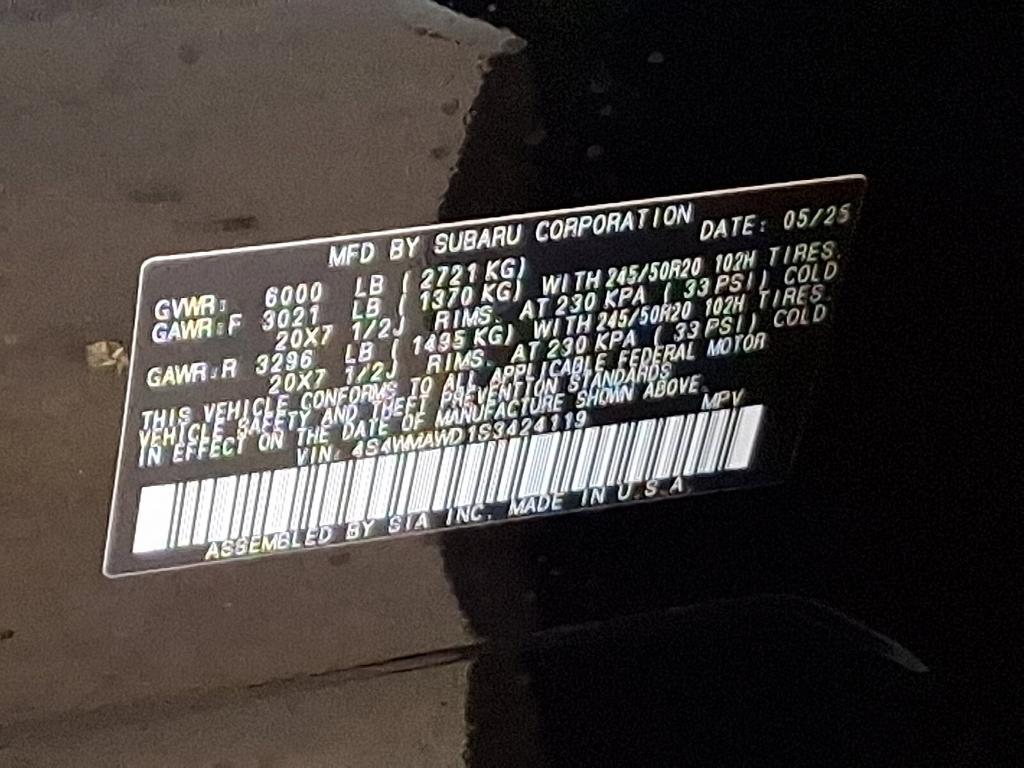 MFD BY SUBARU CORPORATION DATE: 05/25
GVWR: 6000 LB ( 2721 KG)
GAWR:F 3021 LB ( 1370 KG) WITH 245/50R20 102H TIRES.
20X7 1/2J RIMS. AT 230 KPA ( 33 PSI) COLD
GAWR:R 3296 LB ( 1495 KG) WITH 245/50R20 102H TIRES.
20X7 1/2J RIMS. AT 230 KPA ( 33 PSI) COLD
THIS VEHICLE CONFORMS TO ALL APPLICABLE FEDERAL MOTOR
VEHICLE SAFETY AND THEFT PREVENTION STANDARDS
IN EFFECT ON THE DATE OF MANUFACTURE SHOWN ABOVE.
VIN: 4S4WMAWD1S3424119 MPV
ASSEMBLED BY SIA INC. MADE IN U.S.A.